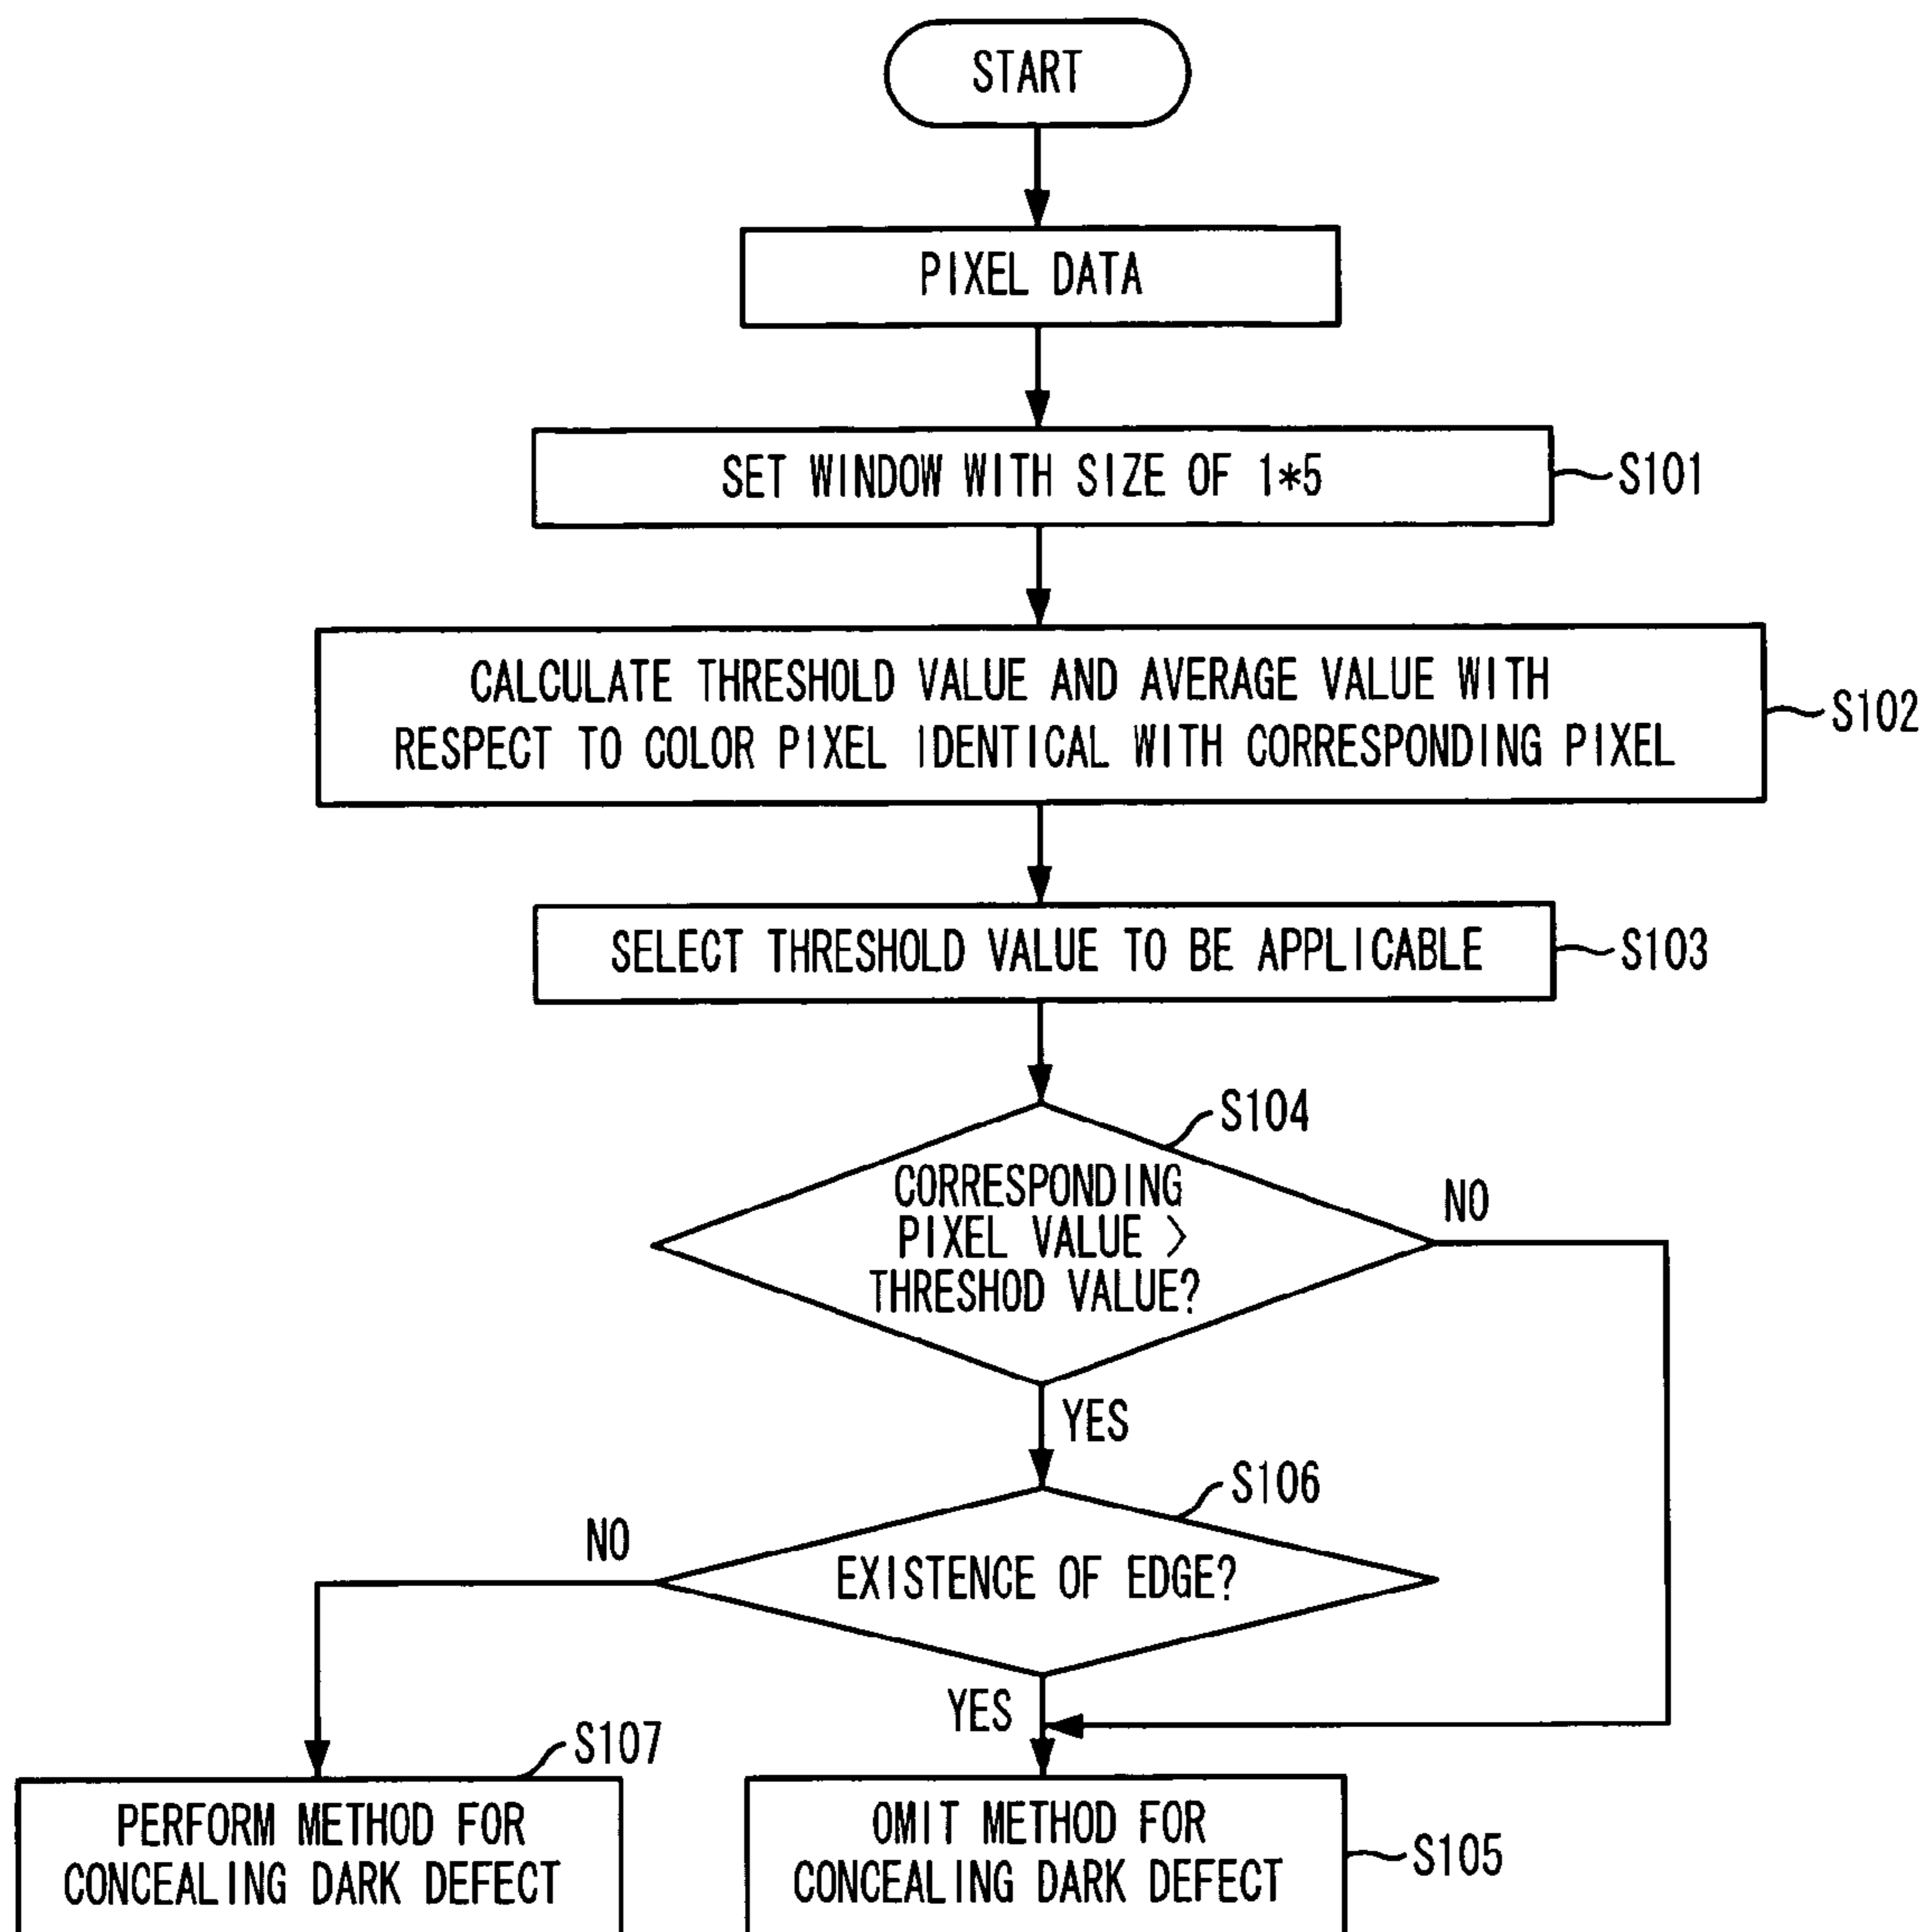 START
PIXEL DATA
SET WINDOW WITH SIZE OF 1*5
S101
CALCULATE THRESHOLD VALUE AND AVERAGE VALUE WITH
RESPECT TO COLOR PIXEL IDENTICAL WITH CORRESPONDING PIXEL
S102
SELECT THRESHOLD VALUE TO BE APPLICABLE
S103
S104
CORRESPONDING
PIXEL VALUE >
THRESHOD VALUE?
NO
YES
S106
NO
EXISTENCE OF EDGE?
YES
S107
PERFORM METHOD FOR
CONCEALING DARK DEFECT
OMIT METHOD FOR
CONCEALING DARK DEFECT
S105